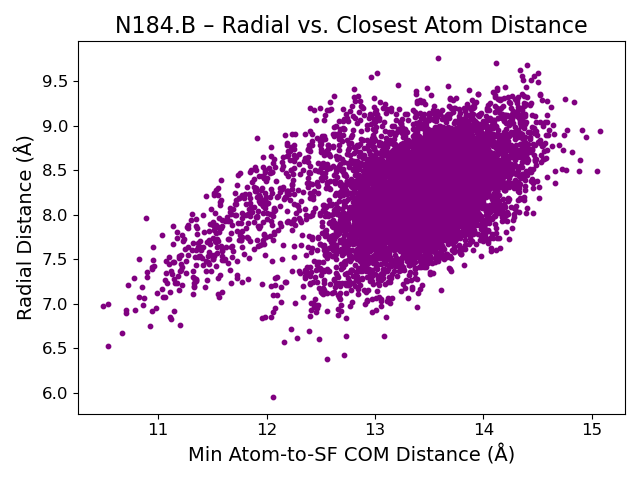 N184.B – Radial vs. Closest Atom Distance
Radial Distance (Å)
9.5
9.0
8.5
8.0
7.5
7.0
6.5
6.0
11 12 13 14 15
Min Atom-to-SF COM Distance (Å)